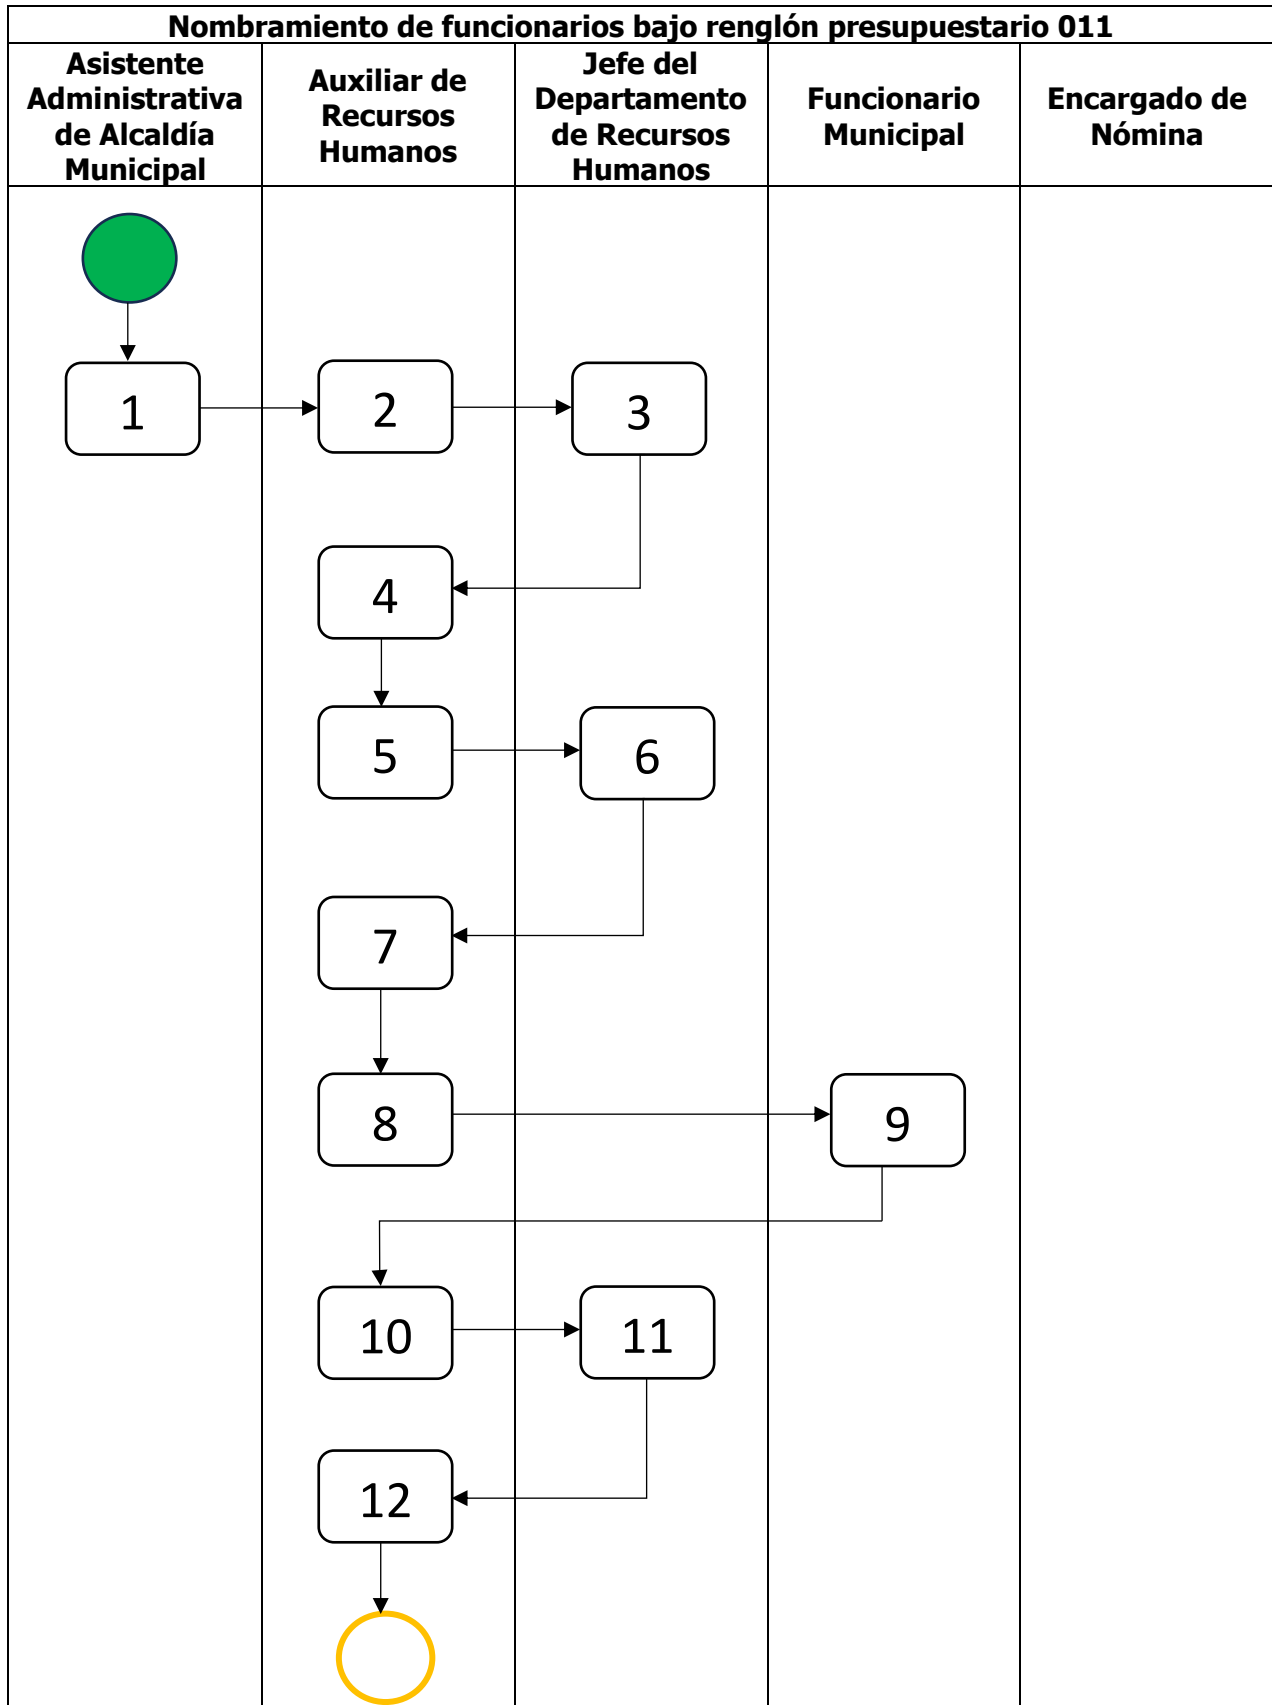 Nombramiento de funcionarios bajo renglón presupuestario 011
Asistente
Administrativa
de Alcaldía
Municipal
Auxiliar de
Recursos
Humanos
Jefe del
Departamento
de Recursos
Humanos
Funcionario
Municipal
Encargado de
Nómina
1
2
3
4
5
6
7
8
9
10
11
12